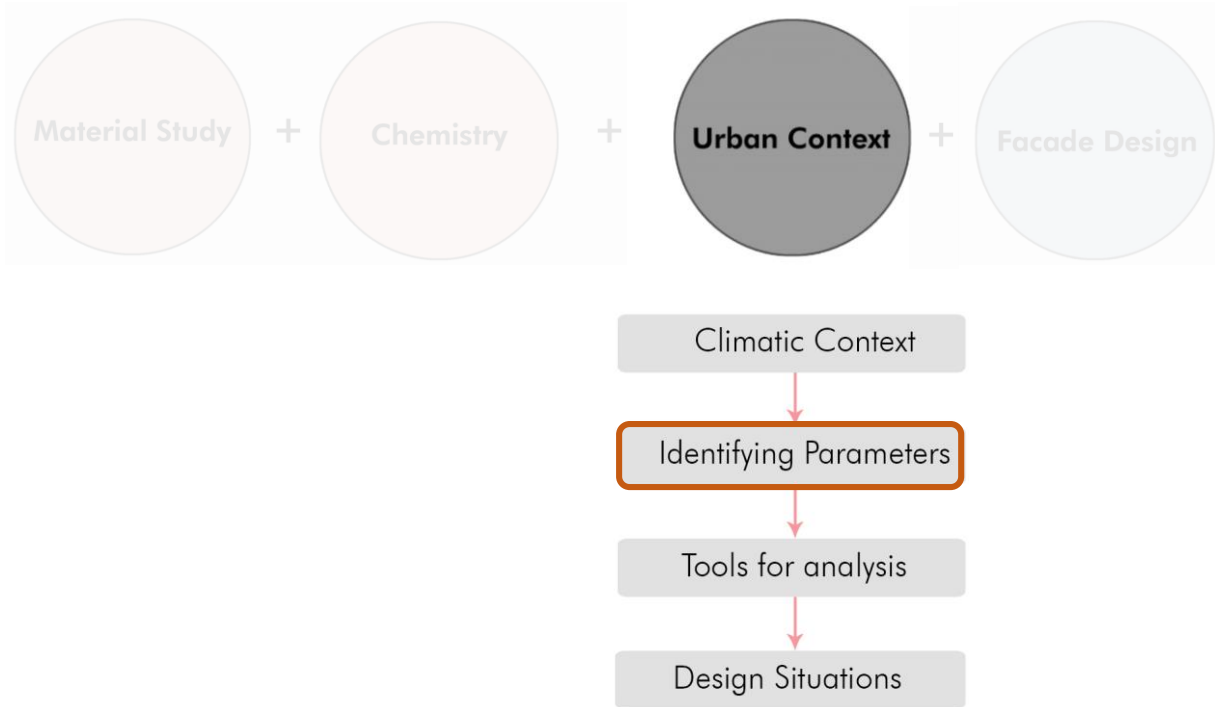 Material Study + Chemistry + Urban Context + Facade Design
Climatic Context
Identifying Parameters
Tools for analysis
Design Situations